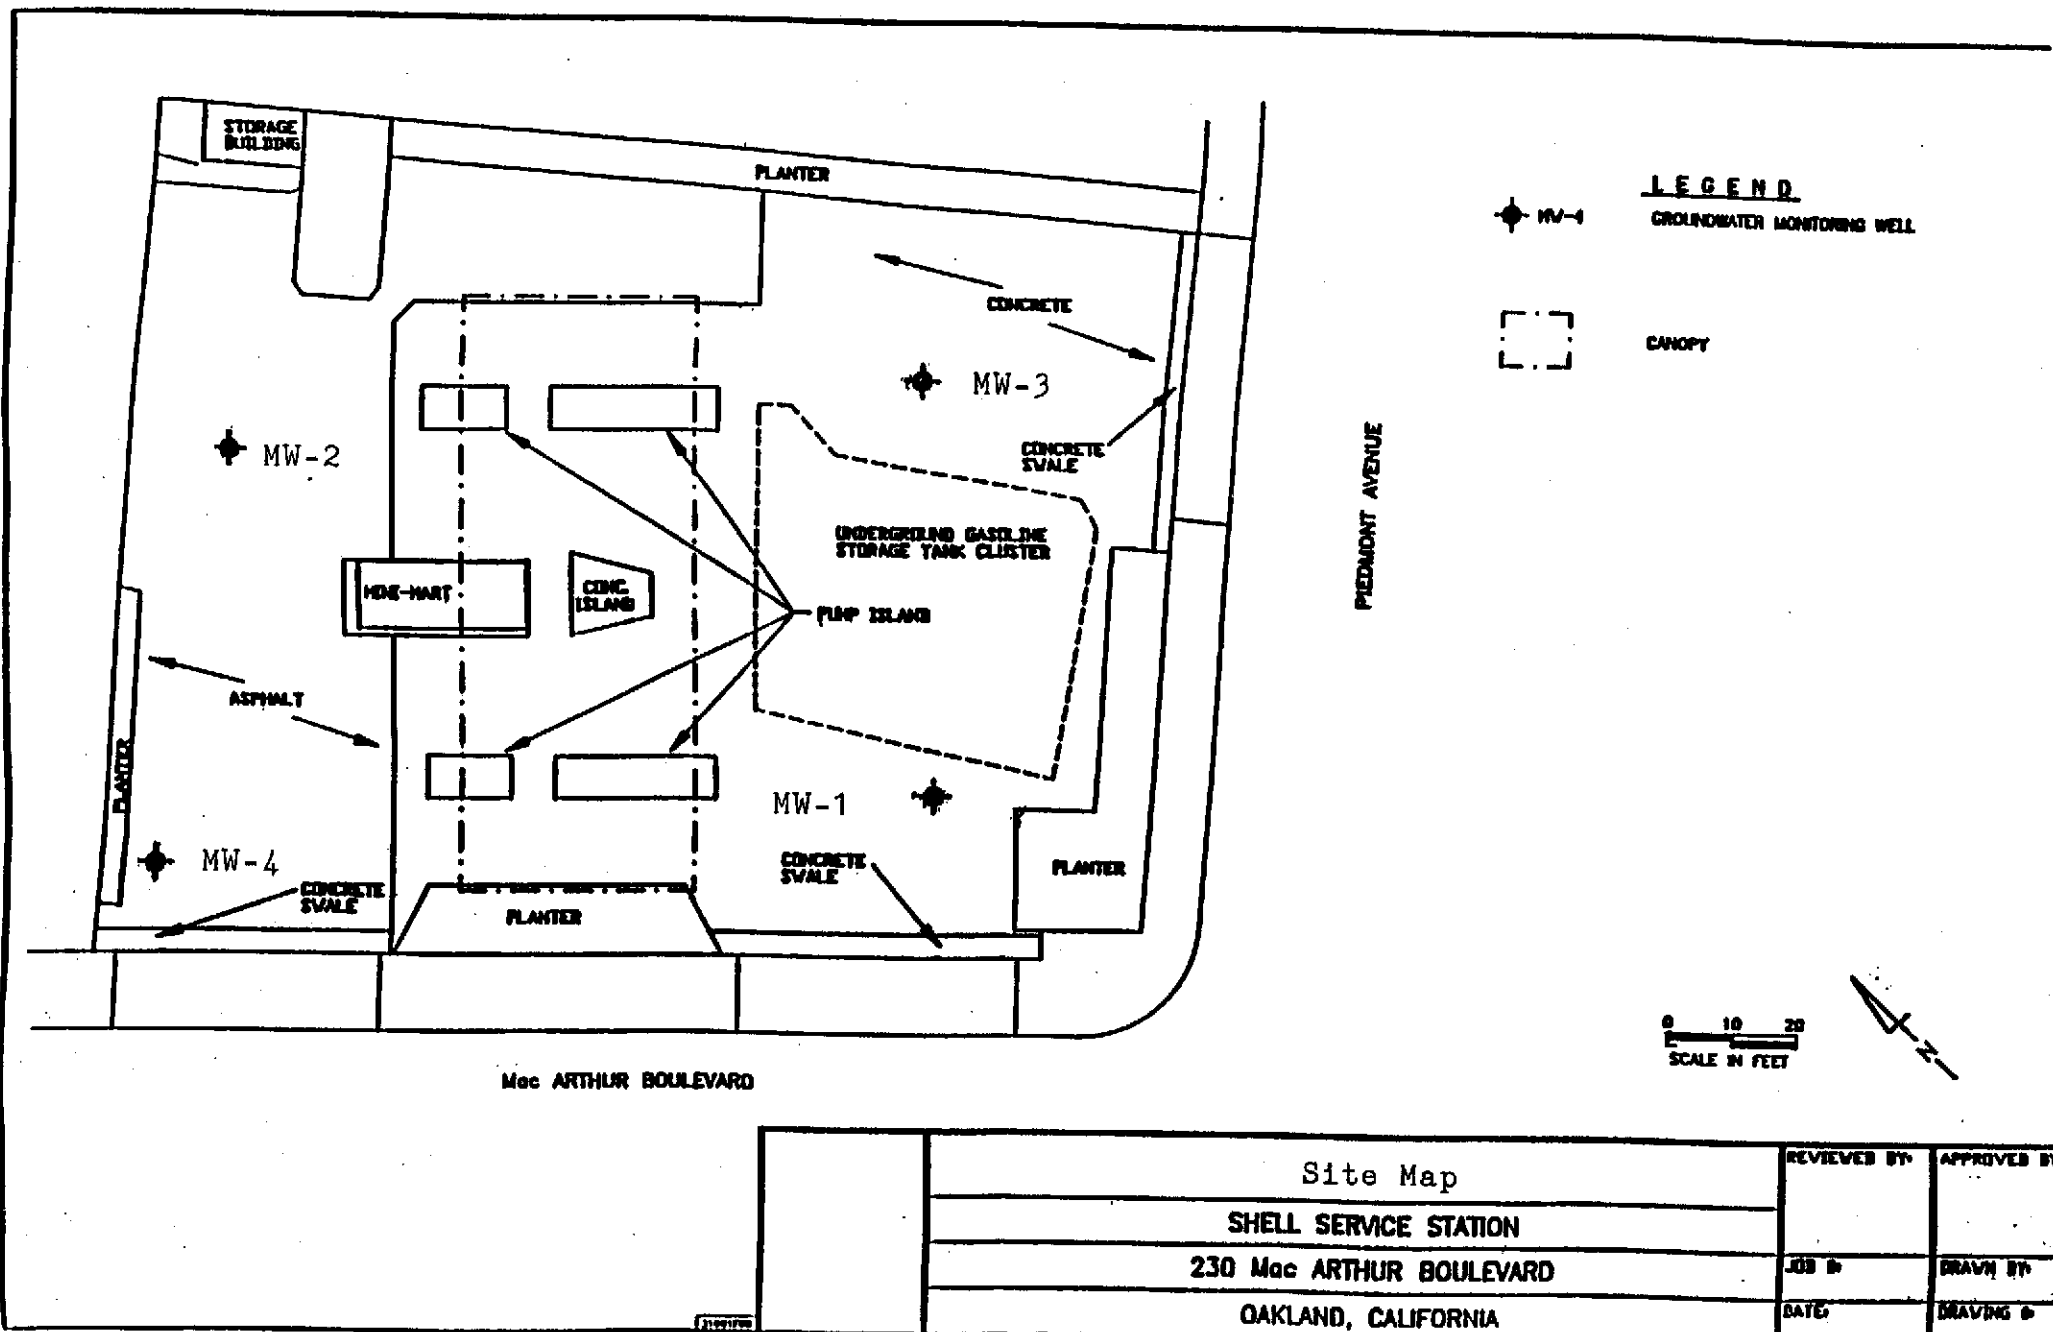 STORAGE
BUILDING
PLANTER
LEGEND
MW-4
GROUNDWATER MONITORING WELL
CONCRETE
CANOPY
MW-3
MW-2
CONCRETE
SWALE
PIEDMONT AVENUE
UNDERGROUND GASOLINE
STORAGE TANK CLUSTER
MINI-MART
CONC.
ISLAND
PUMP ISLAND
ASPHALT
PLANTER
MW-1
MW-4
CONCRETE
SWALE
CONCRETE
SWALE
PLANTER
PLANTER
0 10 20
SCALE IN FEET
N
Mac ARTHUR BOULEVARD
Site Map
SHELL SERVICE STATION
230 Mac ARTHUR BOULEVARD
OAKLAND, CALIFORNIA
REVIEWED BY:
APPROVED BY
JOB #:
DRAWN BY:
DATE:
DRAWING #: